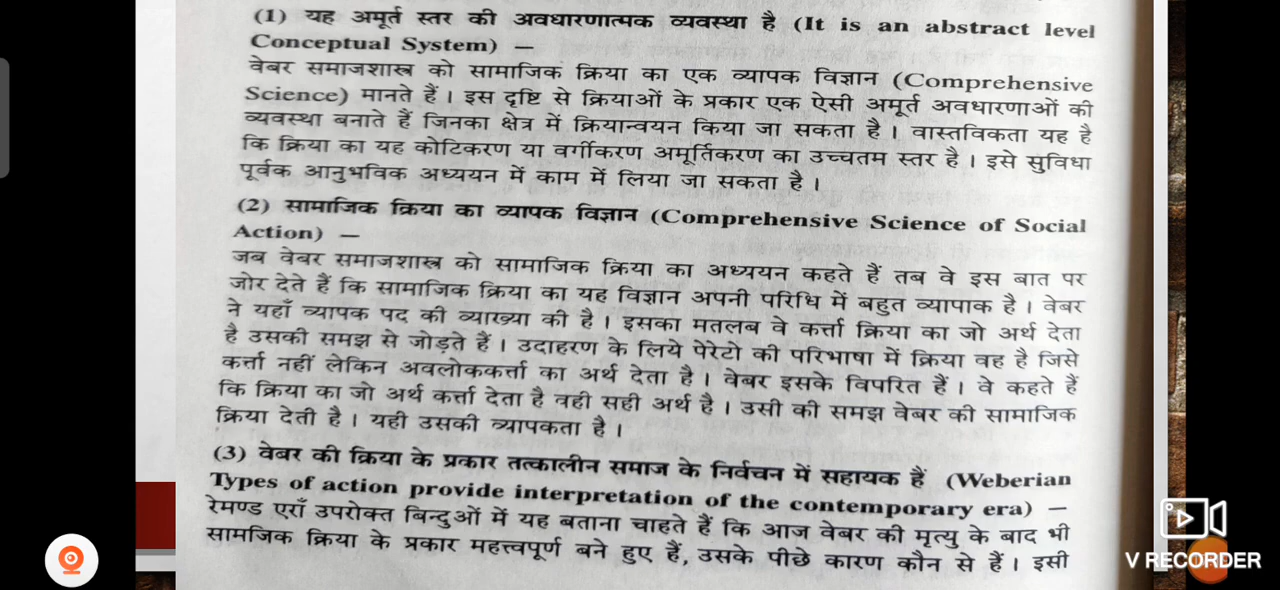 (1) यह अमूर्त स्तर की अवधारणात्मक व्यवस्था है (It is an abstract level
Conceptual System) —
वेबर समाजशास्त्र को सामाजिक क्रिया का एक व्यापक विज्ञान (Comprehensive
Science) मानते हैं। इस दृष्टि से क्रियाओं के प्रकार एक ऐसी अमूर्त अवधारणाओं की
व्यवस्था बनाते हैं जिनका क्षेत्र में क्रियान्वयन किया जा सकता है। वास्तविकता यह है
कि क्रिया का यह कोटिकरण या वर्गीकरण अमूर्तिकरण का उच्चतम स्तर है। इसे सुविधा
पूर्वक आनुभविक अध्ययन में काम में लिया जा सकता है।
(2) सामाजिक क्रिया का व्यापक विज्ञान (Comprehensive Science of Social
Action) —
जब वेबर समाजशास्त्र को सामाजिक क्रिया का अध्ययन कहते हैं तब वे इस बात पर
जोर देते हैं कि सामाजिक क्रिया का यह विज्ञान अपनी परिधि में बहुत व्यापाक है। वेबर
ने यहाँ व्यापक पद की व्याख्या की है। इसका मतलब वे कर्त्ता क्रिया का जो अर्थ देता
है उसकी समझ से जोड़ते हैं। उदाहरण के लिये पेरेटो की परिभाषा में क्रिया वह है जिसे
कर्त्ता नहीं लेकिन अवलोककर्त्ता का अर्थ देता है। वेबर इसके विपरित हैं। वे कहते हैं
कि क्रिया का जो अर्थ कर्त्ता देता है वही सही अर्थ है। उसी की समझ वेबर की सामाजिक
क्रिया देती है। यही उसकी व्यापकता है।
(3) वेबर की क्रिया के प्रकार तत्कालीन समाज के निर्वचन में सहायक हैं (Weberian
Types of action provide interpretation of the contemporary era) —
रेमण्ड एराँ उपरोक्त बिन्दुओं में यह बताना चाहते हैं कि आज वेबर की मृत्यु के बाद भी
सामजिक क्रिया के प्रकार महत्त्वपूर्ण बने हुए हैं, उसके पीछे कारण कौन से हैं। इसी
V RECORDER